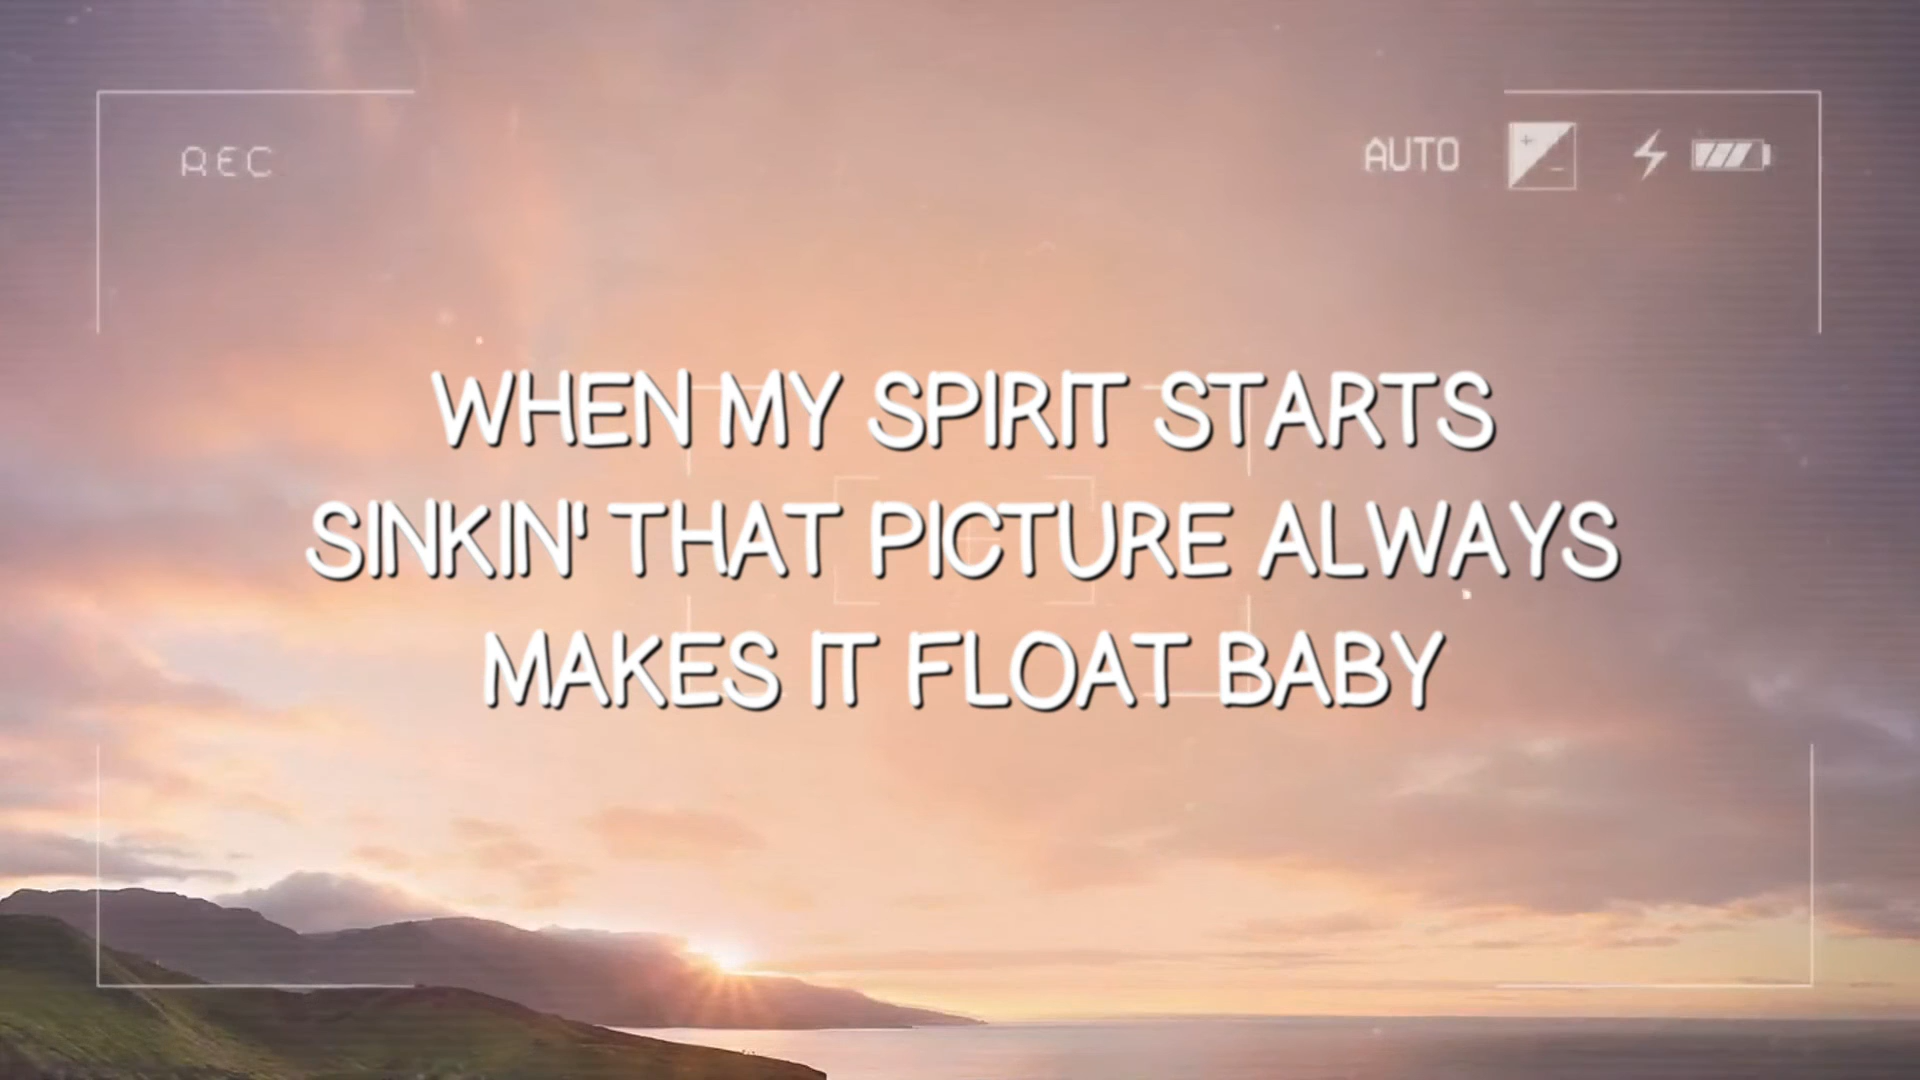 REC
AUTO
WHEN MY SPIRIT STARTS
SINKIN' THAT PICTURE ALWAYS
MAKES IT FLOAT BABY